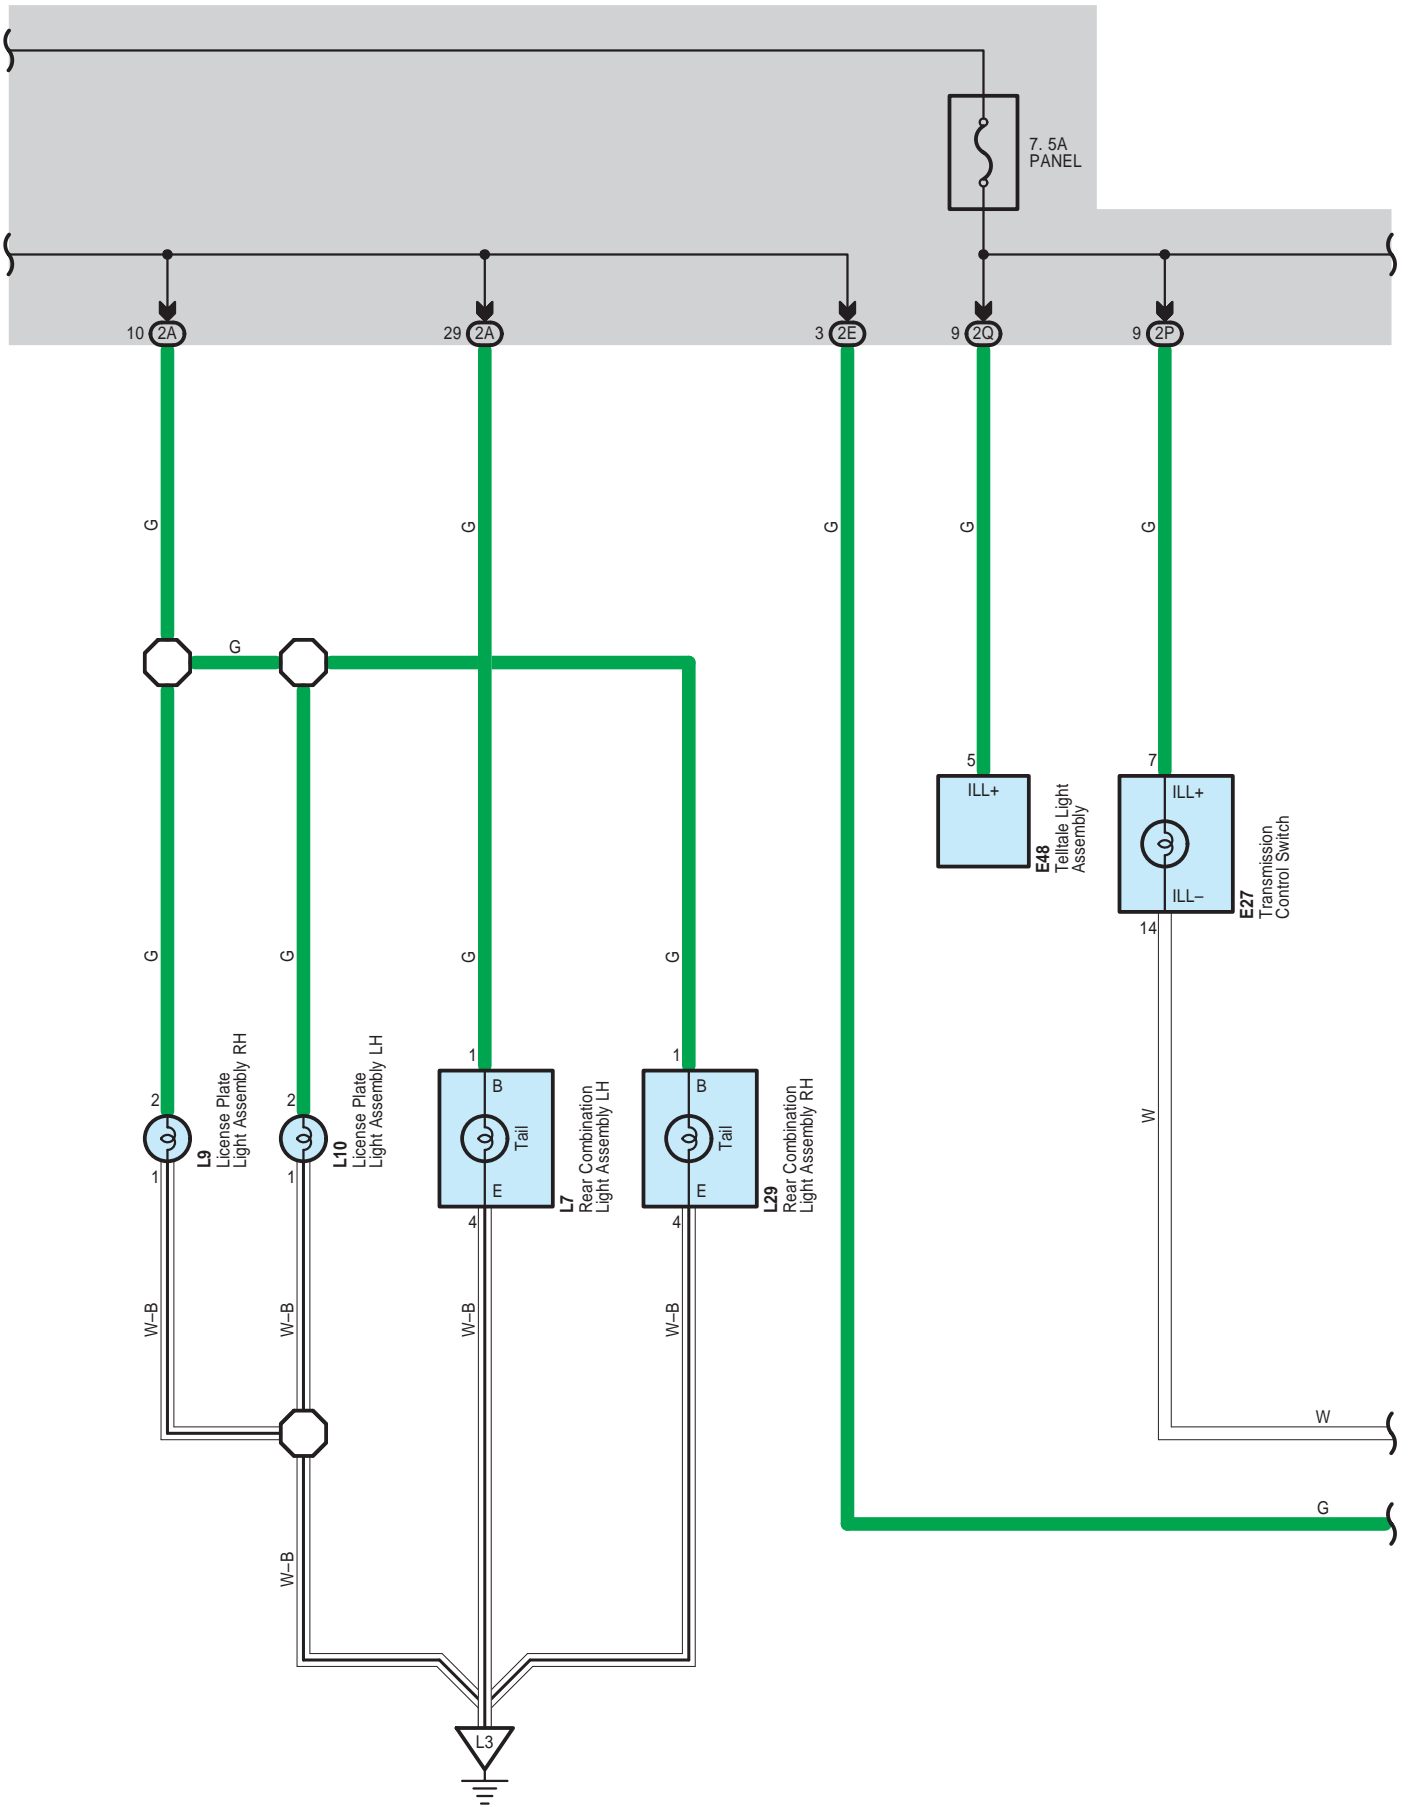 7. 5A
PANEL
10 2A
29 2A
3 2E
9 2Q
9 2P
G
G
G
G
G
G
5
ILL+
E48
Telltale Light
Assembly
7
ILL+
ILL–
14
E27
Transmission
Control Switch
G
G
G
G
2
1
L9
License Plate
Light Assembly RH
2
1
L10
License Plate
Light Assembly LH
1
B
Tail
E
4
L7
Rear Combination
Light Assembly LH
1
B
Tail
E
4
L29
Rear Combination
Light Assembly RH
W
W–B
W–B
W–B
W–B
W
G
W–B
L3